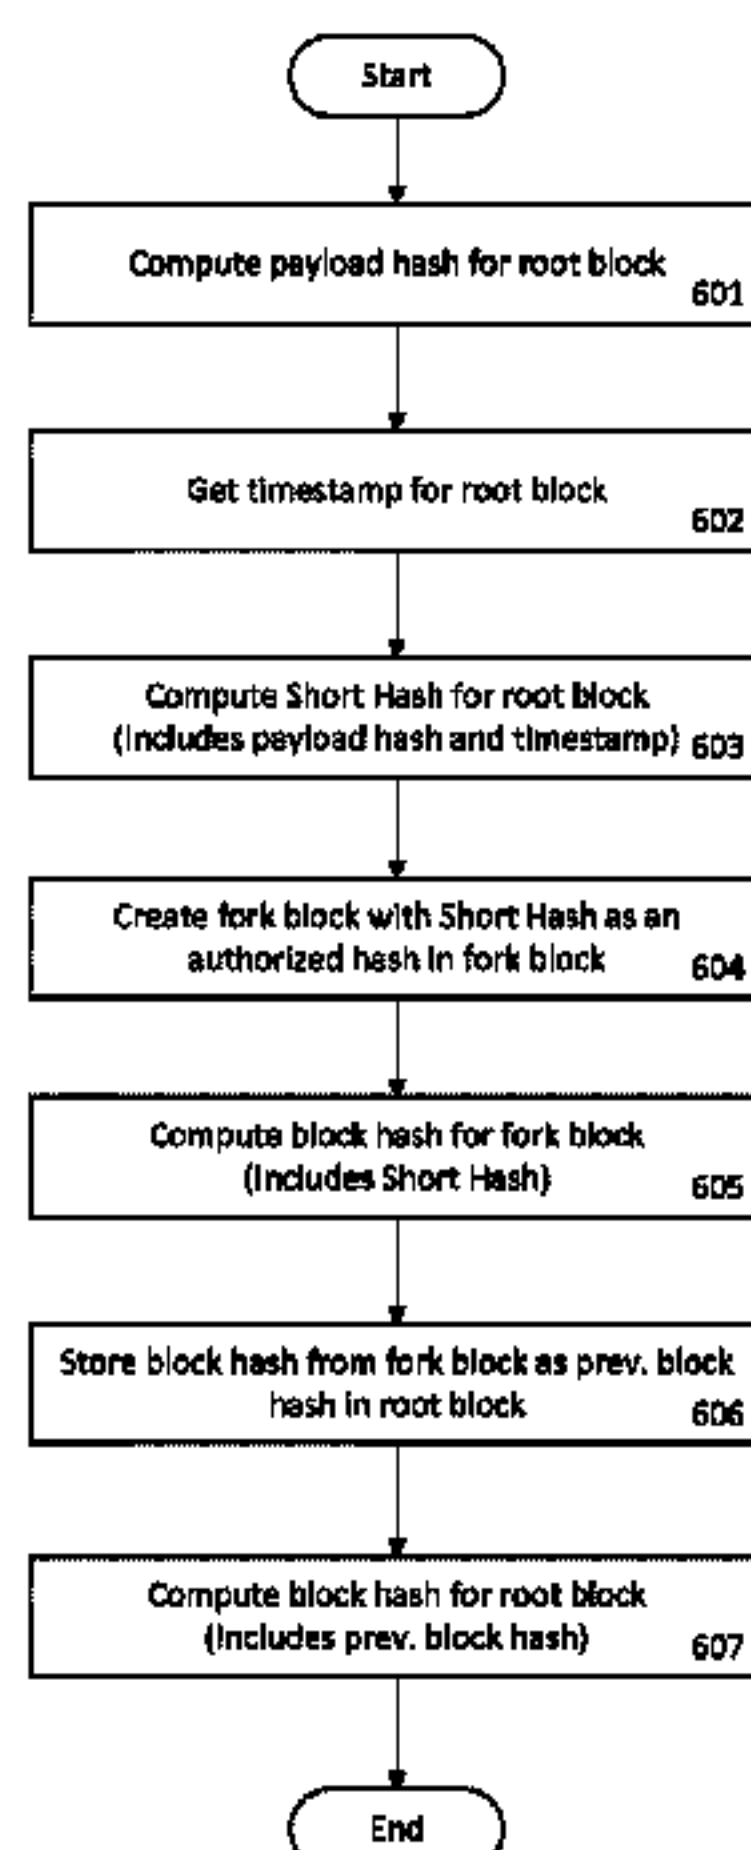 Start
Compute payload hash for root block
601
Get timestamp for root block
602
Compute Short Hash for root block
(Includes payload hash and timestamp)
603
Create fork block with Short Hash as an
authorized hash in fork block
604
Compute block hash for fork block
(Includes Short Hash)
605
Store block hash from fork block as prev. block
hash in root block
606
Compute block hash for root block
(Includes prev. block hash)
607
End